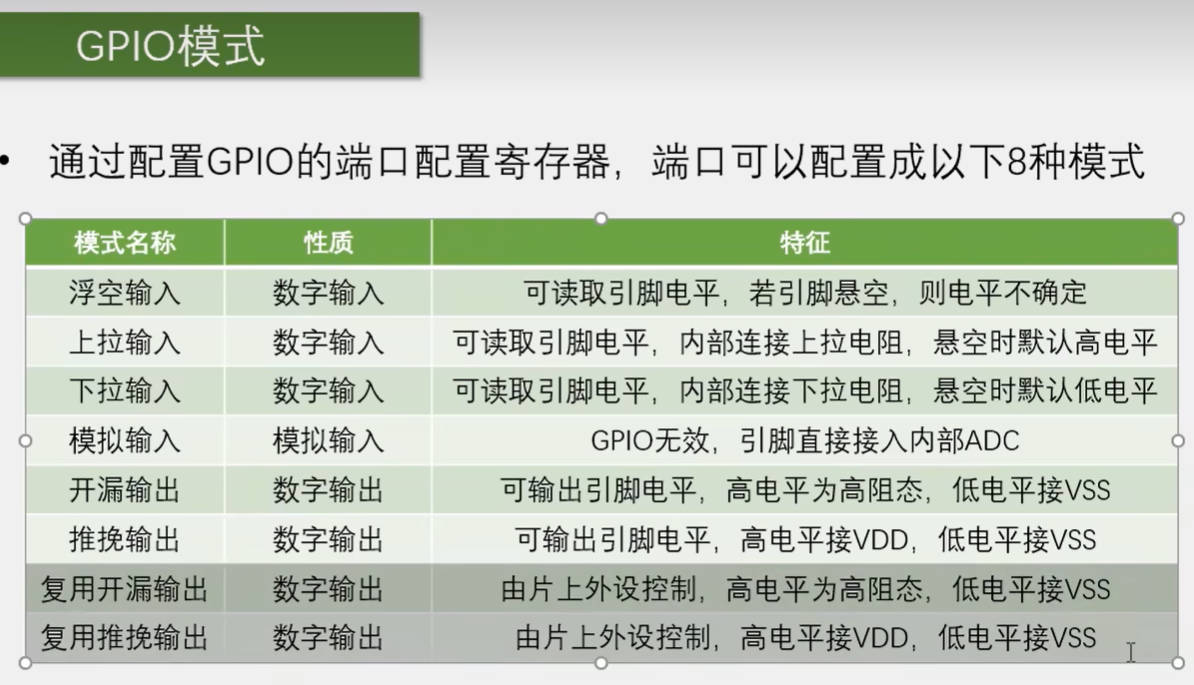 GPIO模式
• 通过配置GPIO的端口配置寄存器，端口可以配置成以下8种模式
模式名称 性质 特征
浮空输入 数字输入 可读取引脚电平，若引脚悬空，则电平不确定
上拉输入 数字输入 可读取引脚电平，内部连接上拉电阻，悬空时默认高电平
下拉输入 数字输入 可读取引脚电平，内部连接下拉电阻，悬空时默认低电平
模拟输入 模拟输入 GPIO无效，引脚直接接入内部ADC
开漏输出 数字输出 可输出引脚电平，高电平为高阻态，低电平接VSS
推挽输出 数字输出 可输出引脚电平，高电平接VDD，低电平接VSS
复用开漏输出 数字输出 由片上外设控制，高电平为高阻态，低电平接VSS
复用推挽输出 数字输出 由片上外设控制，高电平接VDD，低电平接VSS